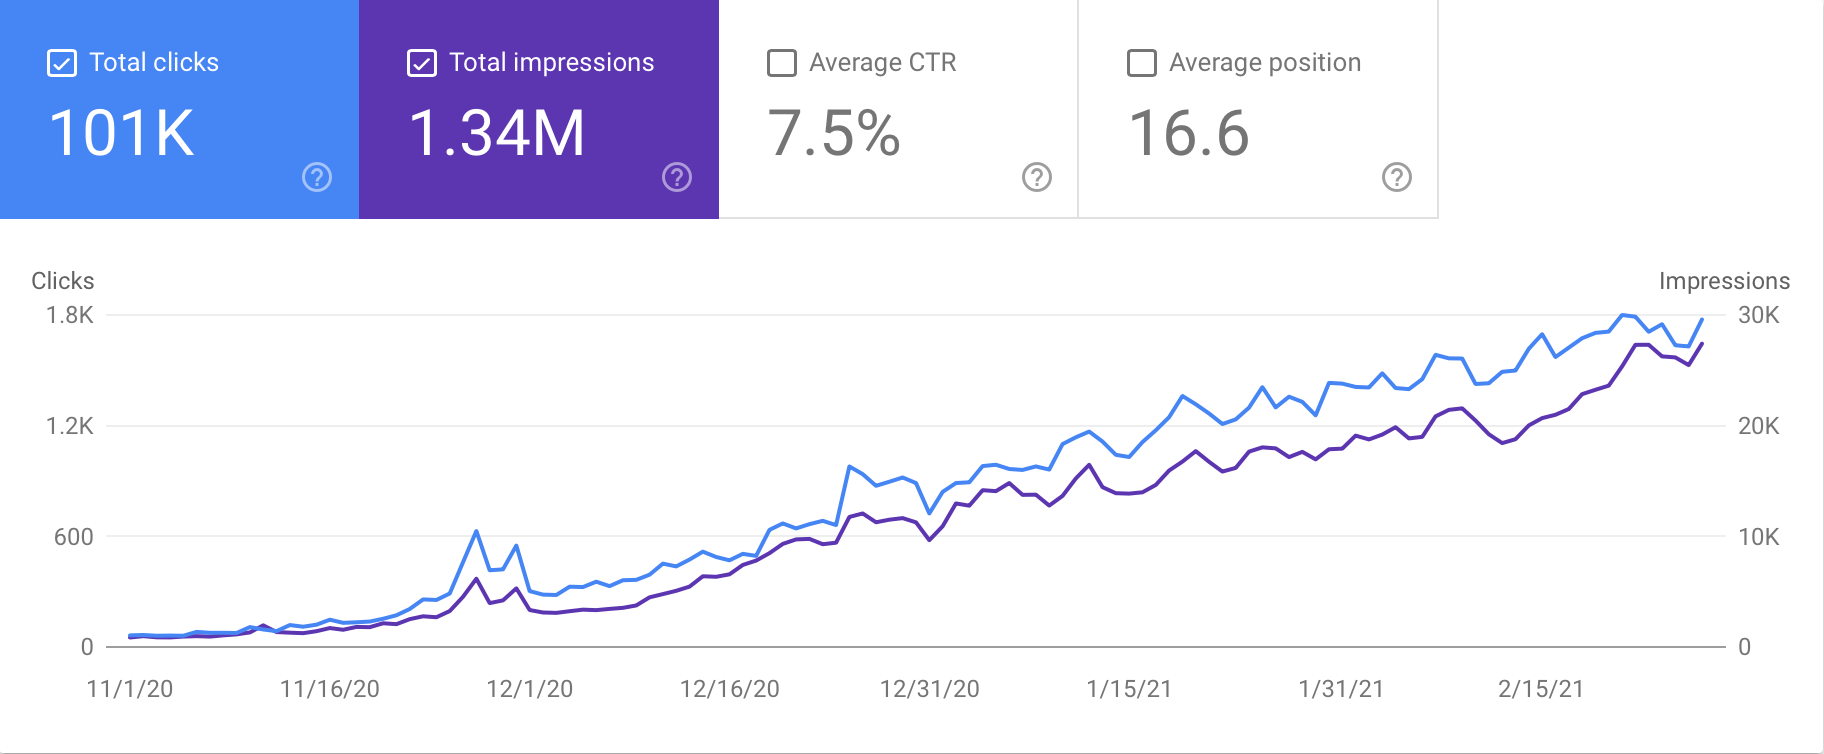 Total clicks
101K
Total impressions
1.34M
Average CTR
7.5%
Average position
16.6
Clicks
Impressions
1.8K
30K
1.2K
20K
600
10K
0
0
11/1/20 11/16/20 12/1/20 12/16/20 12/31/20 1/15/21 1/31/21 2/15/21